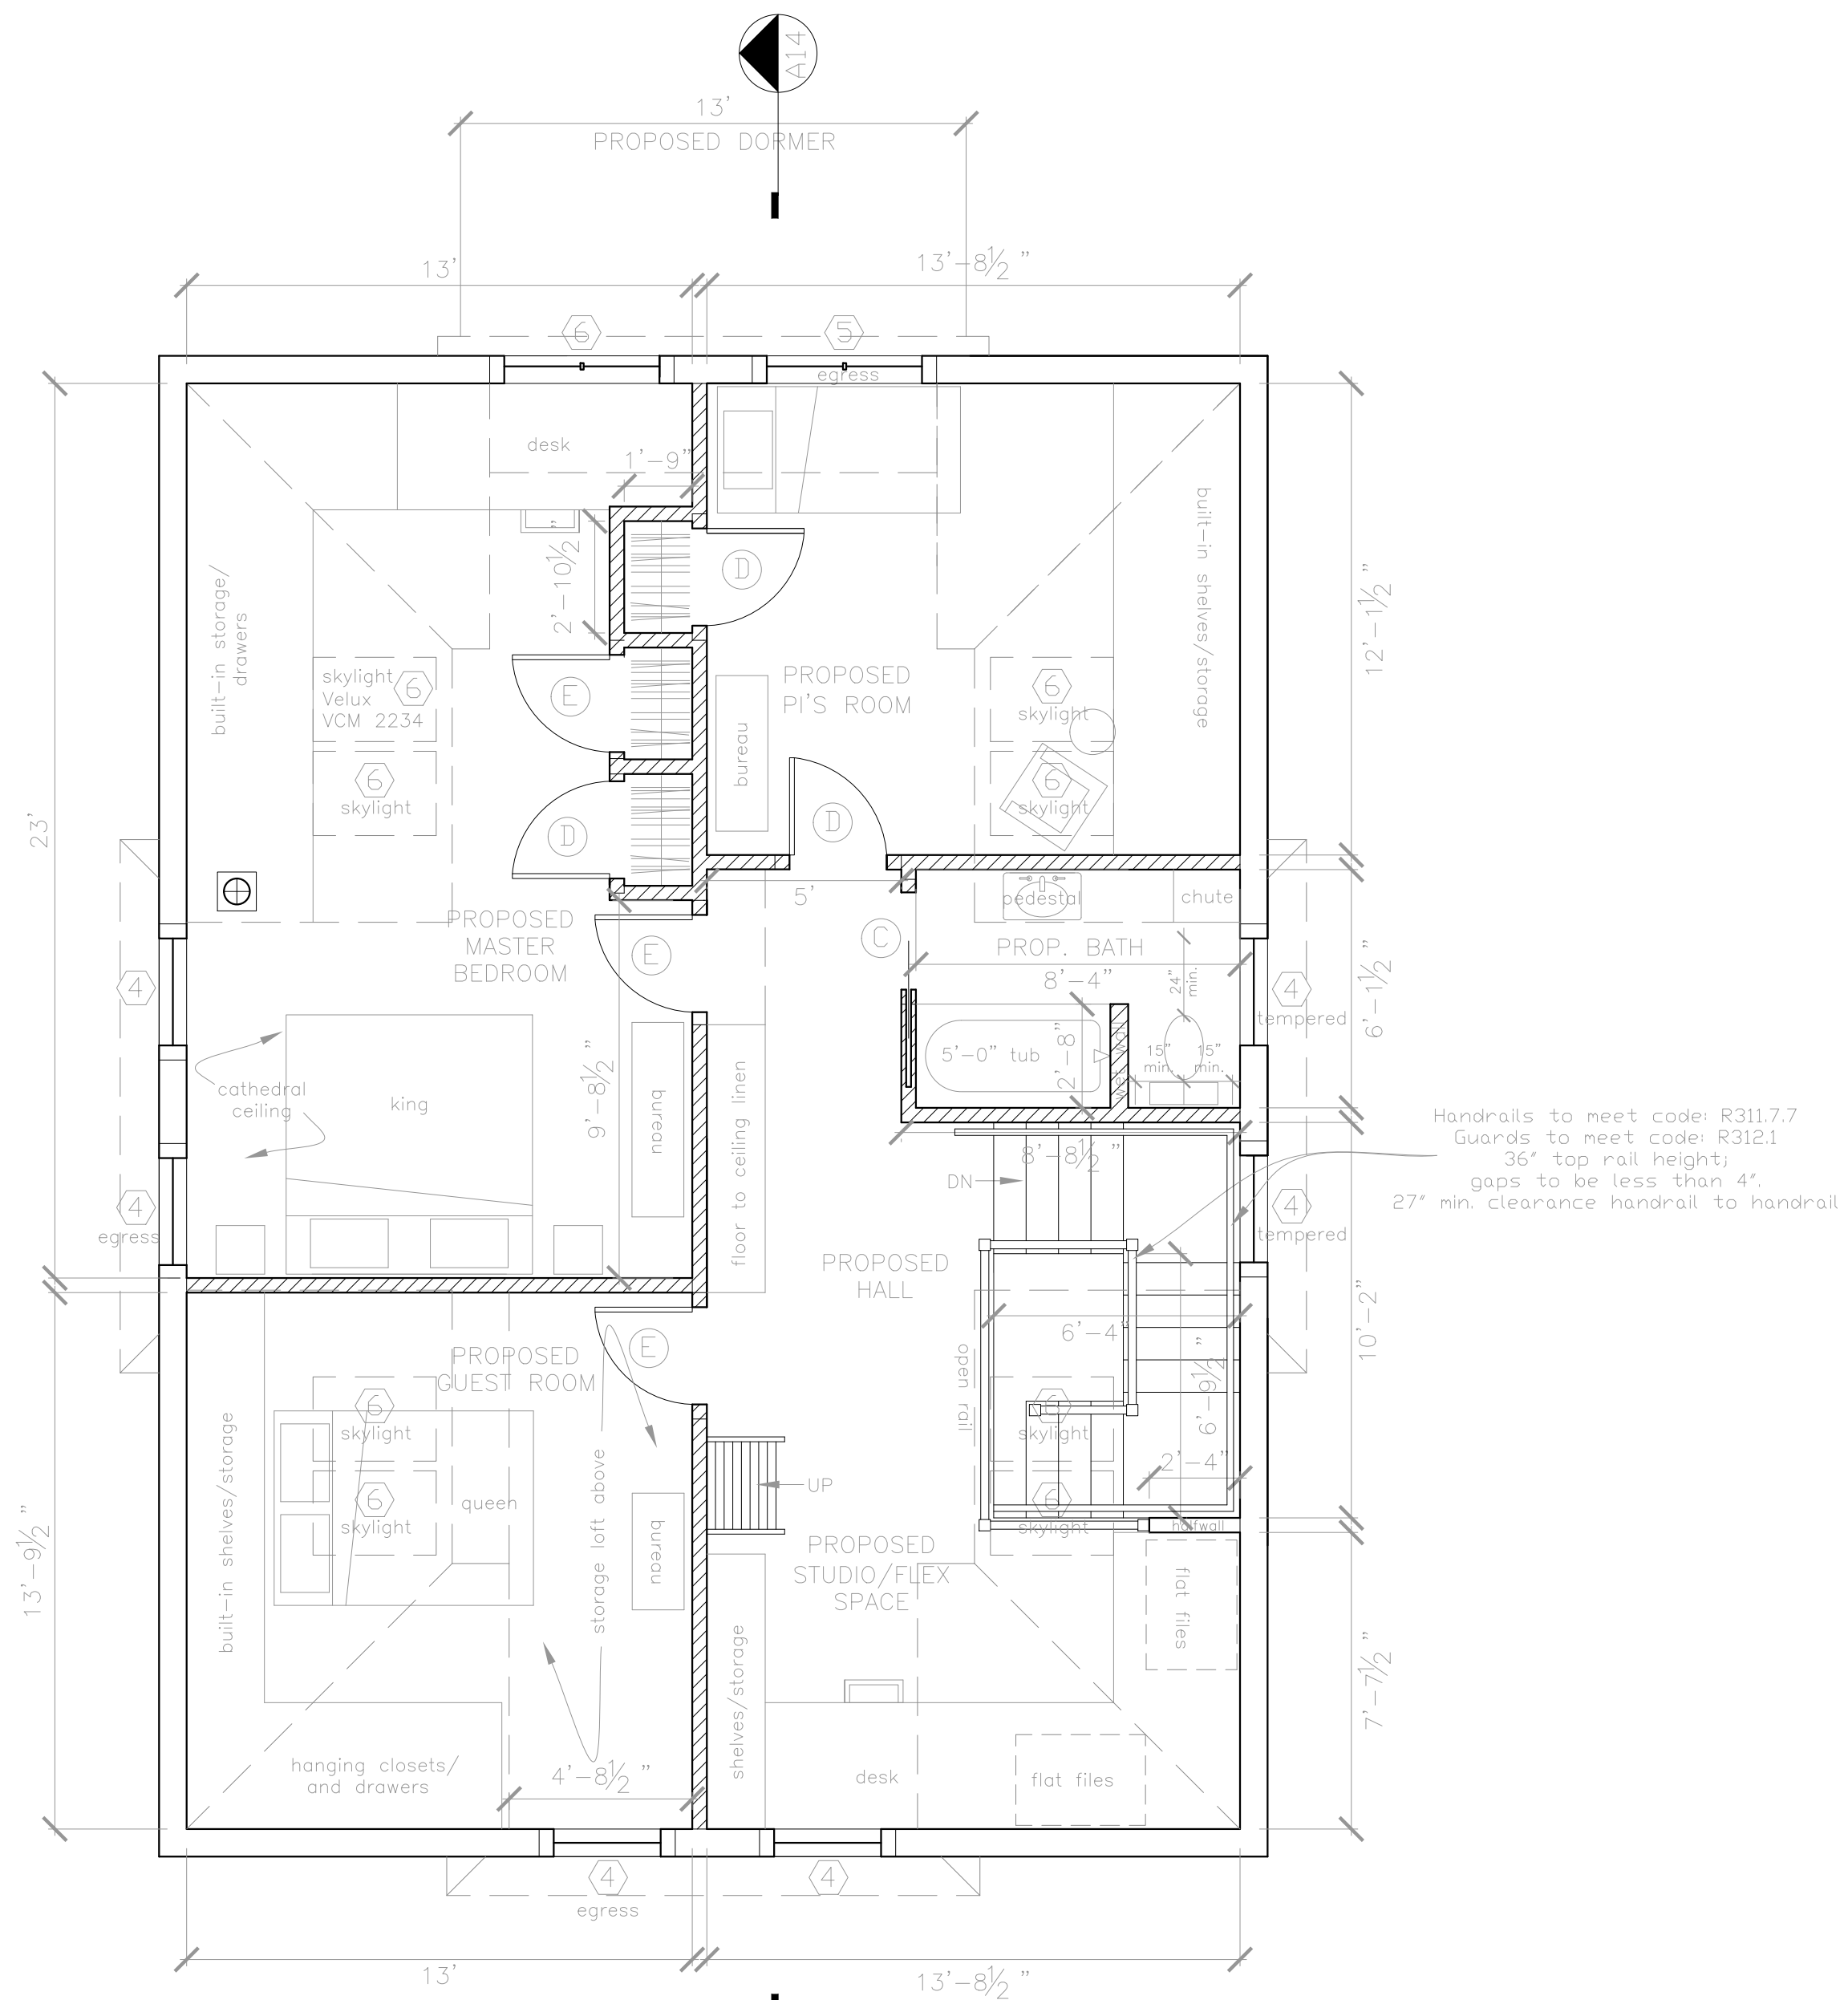 A14
13'
PROPOSED DORMER
13'
13'-8½"
6
5
egress
desk
1'-9"
2'-10½"
D
built-in storage/
drawers
skylight
Velux
VCM 2234
6
E
PROPOSED
PI'S ROOM
bureau
6
skylight
6
skylight
built-in shelves/storage
12'-1½"
23'
6
skylight
D
D
5'
pedestal
chute
C
PROP. BATH
8'-4"
24"
min.
PROPOSED
MASTER
BEDROOM
E
4
4
tempered
6'-1½"
5'-0" tub
2'-8"
wet wall
15"
min.
15"
min.
cathedral
ceiling
king
9'-8½"
bureau
floor to ceiling linen
8'-8½"
DN
Handrails to meet code: R311.7.7
Guards to meet code: R312.1
36" top rail height;
gaps to be less than 4".
27" min. clearance handrail to handrail
4
egress
4
tempered
PROPOSED
HALL
6'-4"
10'-2"
open rail
6'-9½"
2'-4"
E
PROPOSED
GUEST ROOM
6
skylight
6
skylight
queen
built-in shelves/storage
storage loft above
bureau
UP
6
skylight
6
skylight
halfwall
13'-9½"
PROPOSED
STUDIO/FLEX
SPACE
flat files
7'-7½"
shelves/storage
hanging closets/
and drawers
4'-8½"
desk
flat files
4
egress
4
13'
13'-8½"